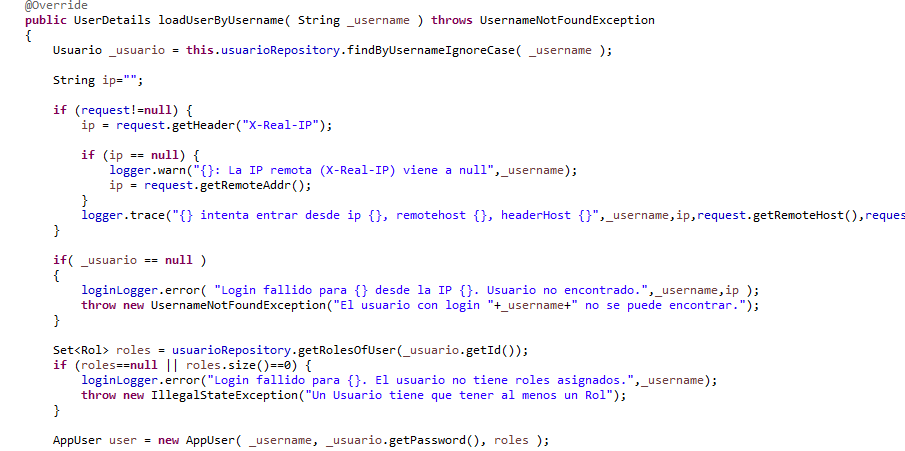 @Override
public UserDetails loadUserByUsername( String _username ) throws UsernameNotFoundException
{
    Usuario _usuario = this.usuarioRepository.findByUsernameIgnoreCase( _username );
    String ip="";
    if (request!=null) {
        ip = request.getHeader("X-Real-IP");
        if (ip == null) {
            logger.warn("{}: La IP remota (X-Real-IP) viene a null",_username);
            ip = request.getRemoteAddr();
        }
        logger.trace("{} intenta entrar desde ip {}, remotehost {}, headerHost {}",_username,ip,request.getRemoteHost(),reques
    }
    if( _usuario == null )
    {
        loginLogger.error( "Login fallido para {} desde la IP {}. Usuario no encontrado.",_username,ip );
        throw new UsernameNotFoundException("El usuario con login "+_username+" no se puede encontrar.");
    }
    Set<Rol> roles = usuarioRepository.getRolesOfUser(_usuario.getId());
    if (roles==null || roles.size()==0) {
        loginLogger.error("Login fallido para {}. El usuario no tiene roles asignados.",_username);
        throw new IllegalStateException("Un Usuario tiene que tener al menos un Rol");
    }
    AppUser user = new AppUser( _username, _usuario.getPassword(), roles );